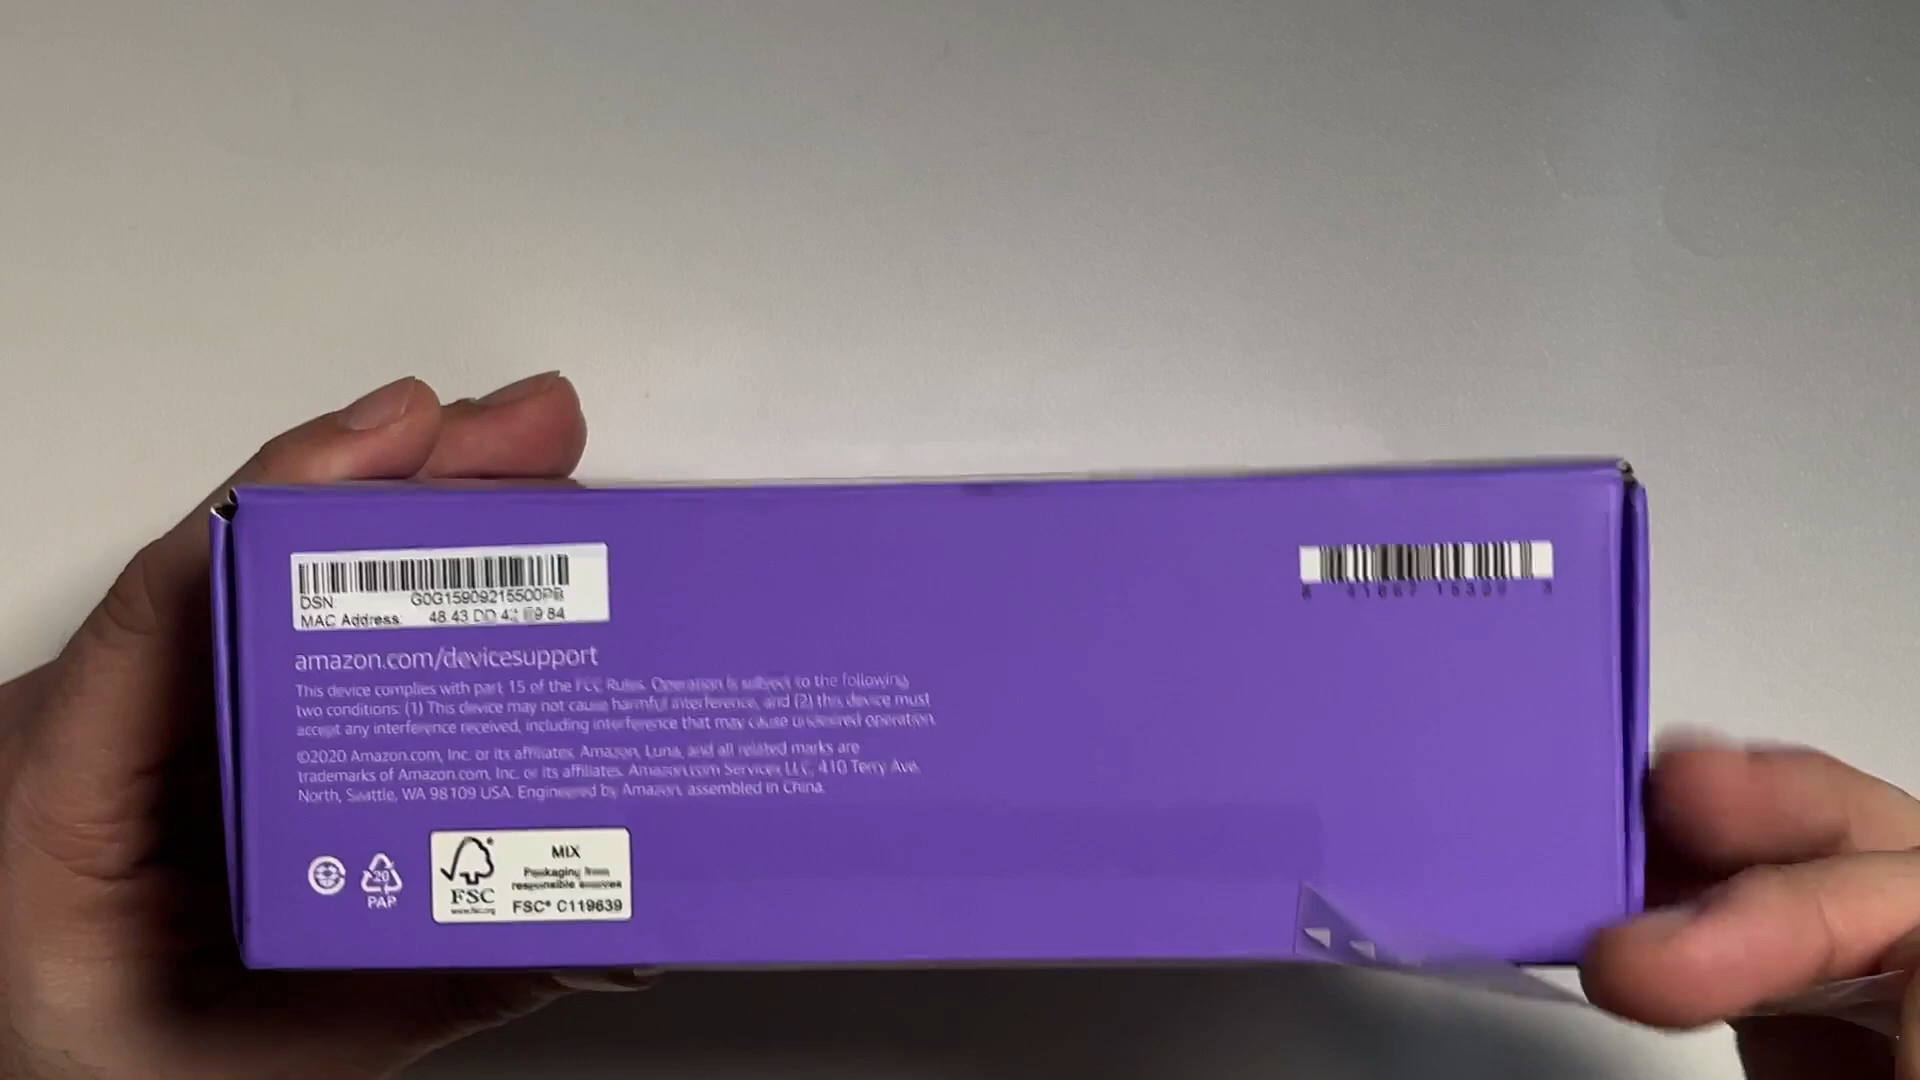 DSN: G0G15909215500PB
MAC Address: 48 43 DD 9 84
amazon.com/devicesupport
This device complies with part 15 of the FCC Rules. Operation is subject to the following
two conditions: (1) This device may not cause harmful interference, and (2) this device must
accept any interference received, including interference that may cause undesired operation.
©2020 Amazon.com, Inc. or its affiliates. Amazon, Luna, and all related marks are
trademarks of Amazon.com, Inc. or its affiliates. Amazon.com Services LLC, 410 Terry Ave.
North, Seattle, WA 98109 USA. Engineered by Amazon, assembled in China.
20
PAP
FSC
www.fsc.org
MIX
Packaging from
responsible sources
FSC® C119639